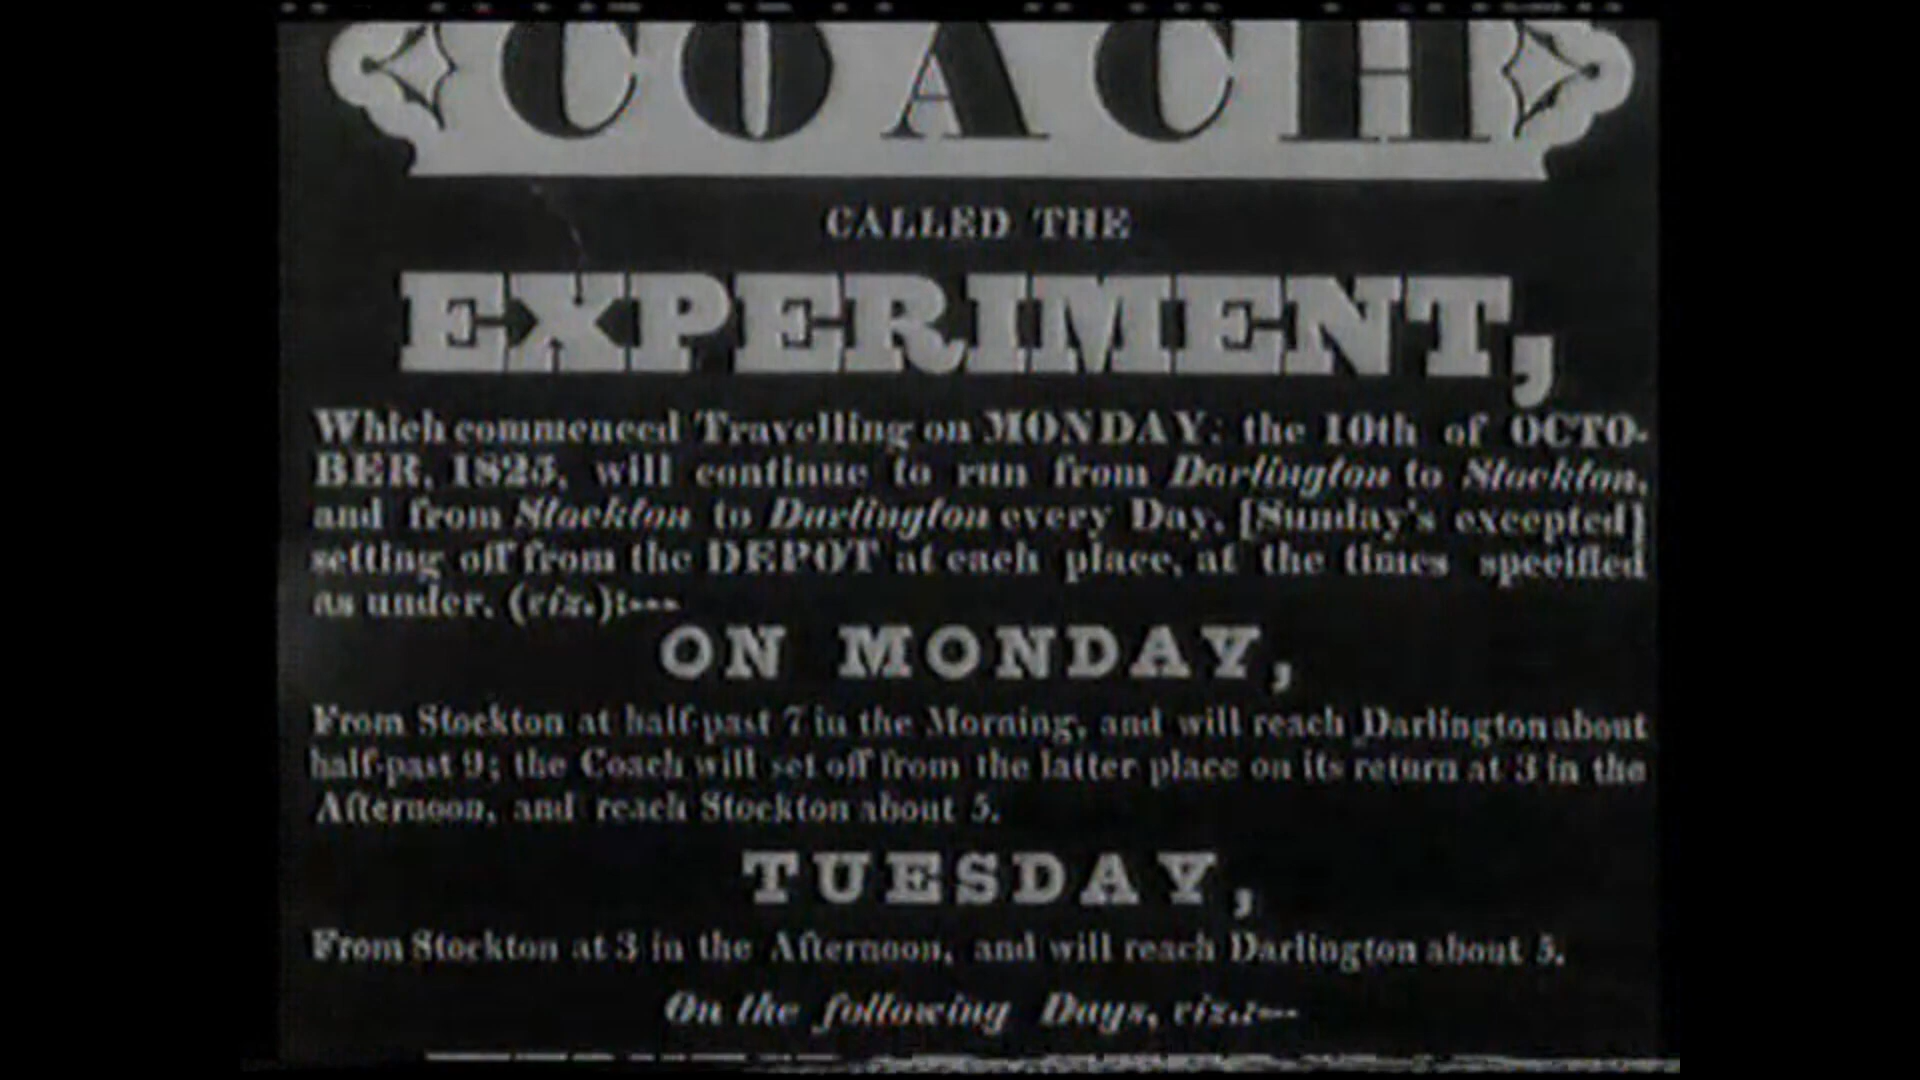 COACH
CALLED THE
EXPERIMENT,
Which commenced Travelling on MONDAY: the 10th of OCTO-
BER, 1825, will continue to run from Darlington to Stockton,
and from Stockton to Darlington every Day, [Sunday's excepted]
setting off from the DEPOT at each place, at the times specified
as under, (viz.):---
ON MONDAY,
From Stockton at half-past 7 in the Morning, and will reach Darlington about
half-past 9; the Coach will set off from the latter place on its return at 3 in the
Afternoon, and reach Stockton about 5.
TUESDAY,
From Stockton at 3 in the Afternoon, and will reach Darlington about 5.
On the following Days, viz.:--